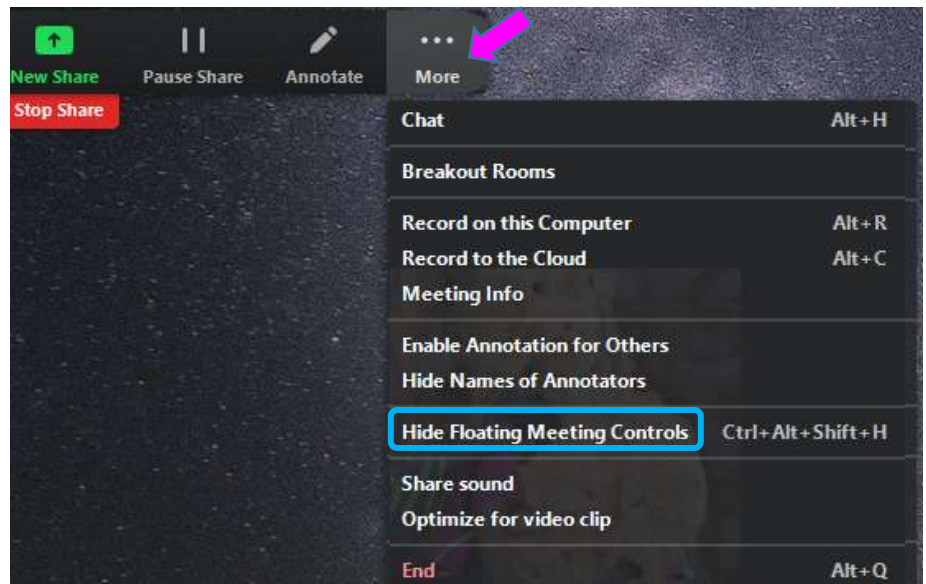 New Share Pause Share Annotate More
Stop Share
Chat Alt+H
Breakout Rooms
Record on this Computer Alt+R
Record to the Cloud Alt+C
Meeting Info
Enable Annotation for Others
Hide Names of Annotators
Hide Floating Meeting Controls Ctrl+Alt+Shift+H
Share sound
Optimize for video clip
End Alt+Q